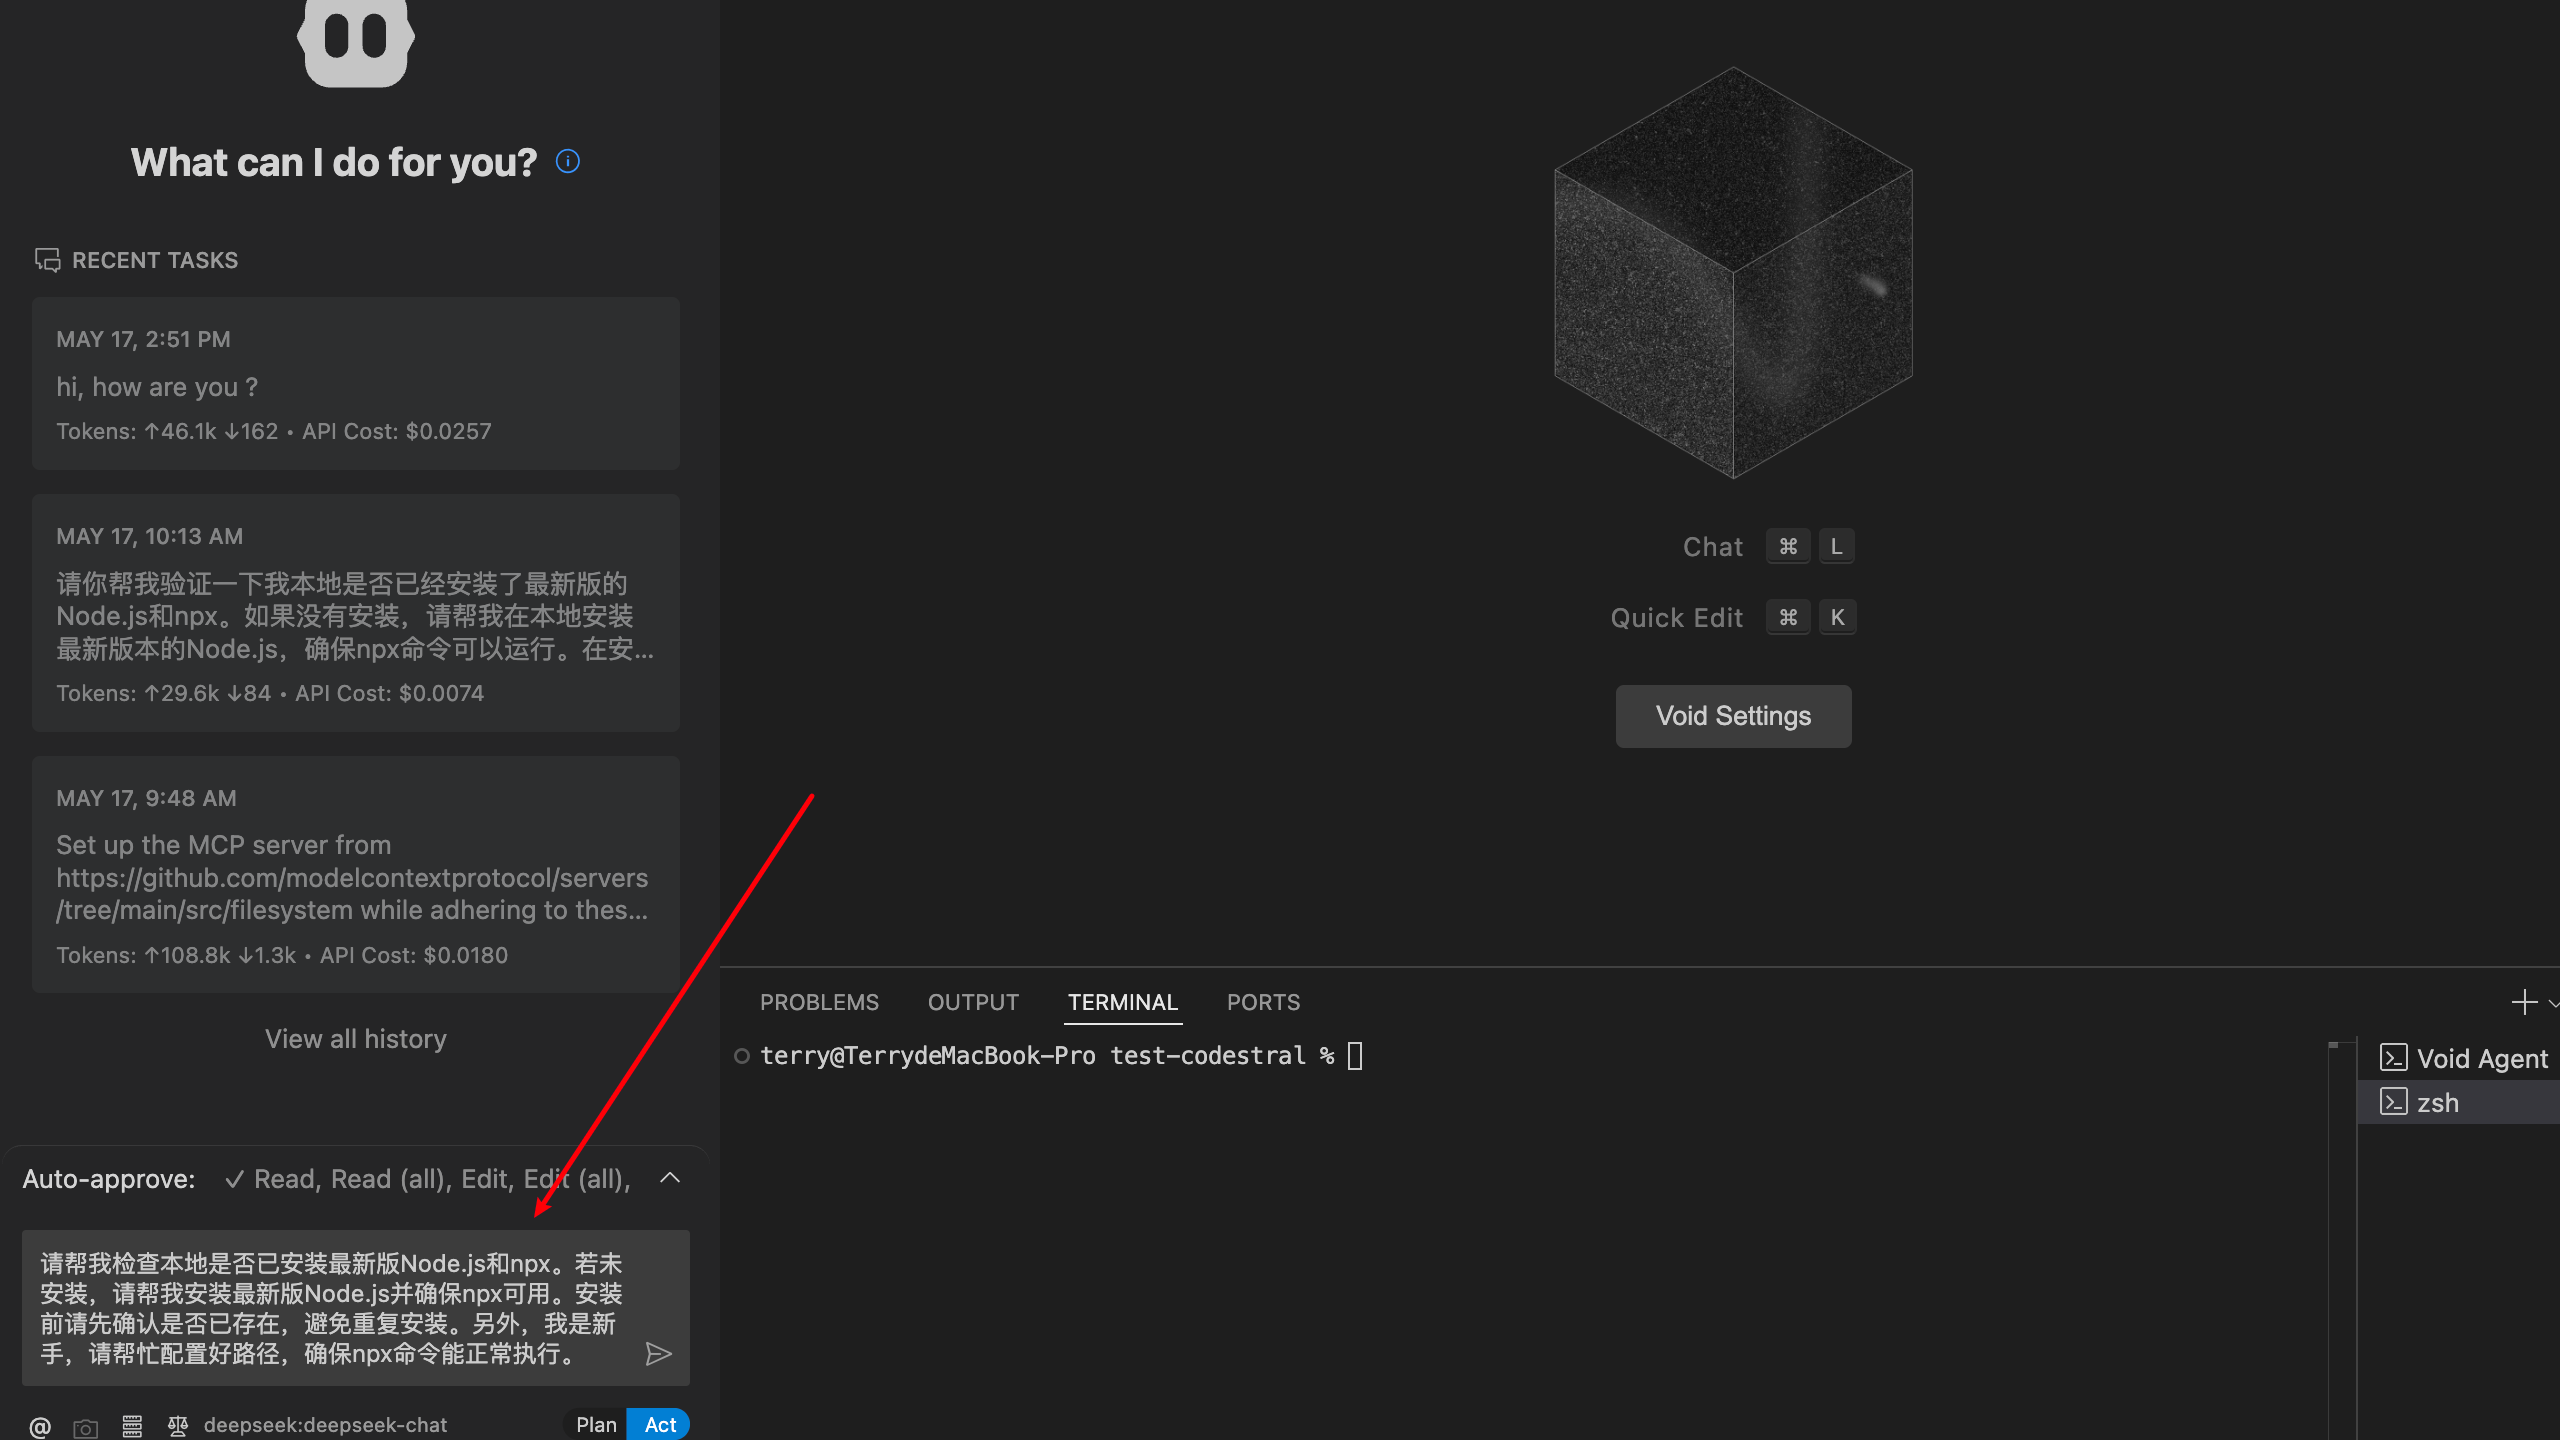 What can I do for you?
RECENT TASKS
MAY 17, 2:51 PM
hi, how are you ?
Tokens: ↑46.1k ↓162 • API Cost: $0.0257
MAY 17, 10:13 AM
请你帮我验证一下我本地是否已经安装了最新版的
Node.js和npx。如果没有安装，请帮我在本地安装
最新版本的Node.js，确保npx命令可以运行。在安...
Tokens: ↑29.6k ↓84 • API Cost: $0.0074
MAY 17, 9:48 AM
Set up the MCP server from
https://github.com/modelcontextprotocol/servers
/tree/main/src/filesystem while adhering to thes...
Tokens: ↑108.8k ↓1.3k • API Cost: $0.0180
View all history
Auto-approve: ✓ Read, Read (all), Edit, Edit (all),
请帮我检查本地是否已安装最新版Node.js和npx。若未
安装，请帮我安装最新版Node.js并确保npx可用。安装
前请先确认是否已存在，避免重复安装。另外，我是新
手，请帮忙配置好路径，确保npx命令能正常执行。
@ deepseek:deepseek-chat Plan Act
Chat ⌘ L
Quick Edit ⌘ K
Void Settings
PROBLEMS OUTPUT TERMINAL PORTS
terry@TerrydeMacBook-Pro test-codestral %
Void Agent
zsh